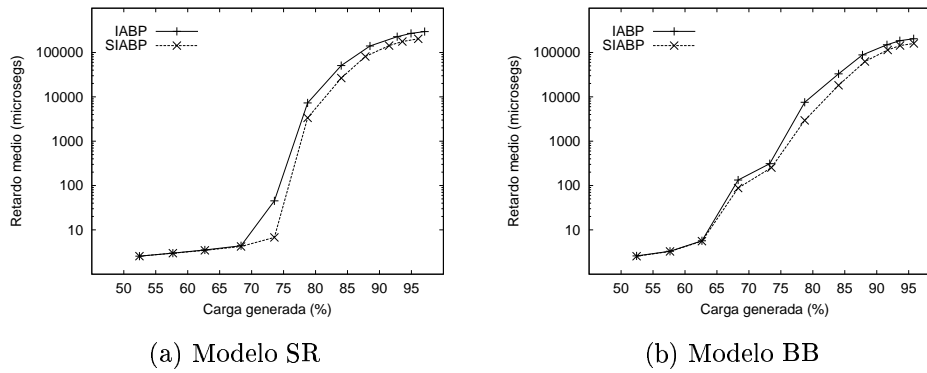 IABP
SIABP
100000
10000
1000
100
10
Retardo medio (microsegs)
50 55 60 65 70 75 80 85 90 95
Carga generada (%)
(a) Modelo SR
IABP
SIABP
100000
10000
1000
100
10
Retardo medio (microsegs)
50 55 60 65 70 75 80 85 90 95
Carga generada (%)
(b) Modelo BB